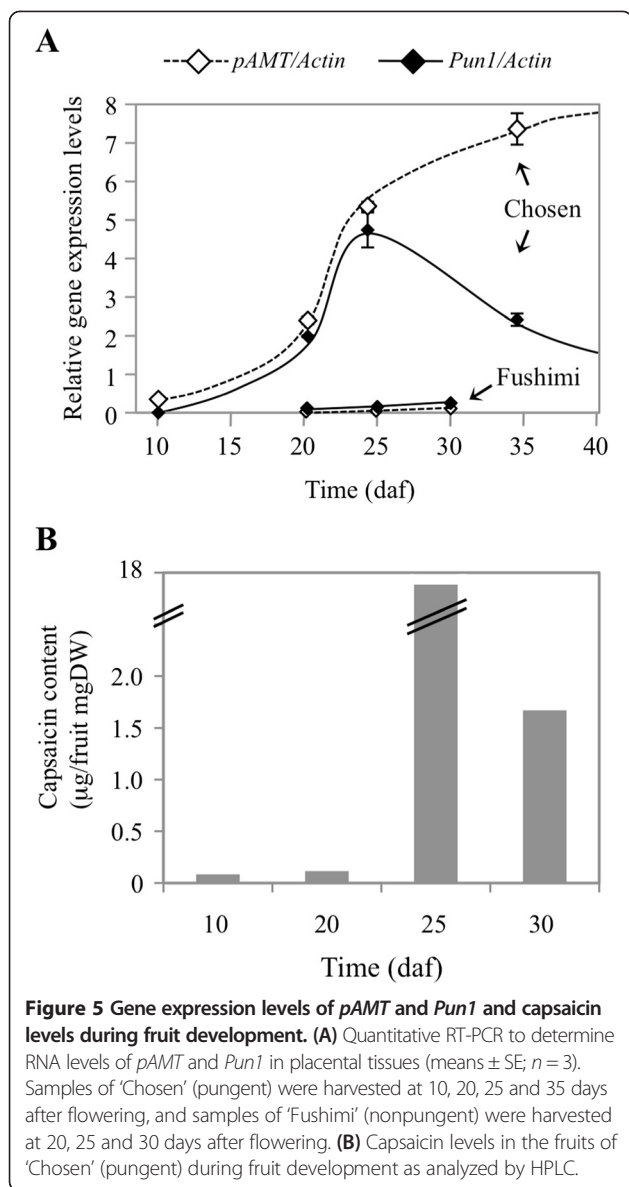 A
pAMT/Actin Pun1/Actin
8
7
6
5
4
3
2
1
0
Relative gene expression levels
Chosen
Fushimi
10 15 20 25 30 35 40
Time (daf)
B
18
2.0
1.5
1.0
0.5
0
Capsaicin content
(µg/fruit mgDW)
10 20 25 30
Time (daf)
Figure 5 Gene expression levels of pAMT and Pun1 and capsaicin
levels during fruit development. (A) Quantitative RT-PCR to determine
RNA levels of pAMT and Pun1 in placental tissues (means ± SE; n = 3).
Samples of ‘Chosen’ (pungent) were harvested at 10, 20, 25 and 35 days
after flowering, and samples of ‘Fushimi’ (nonpungent) were harvested
at 20, 25 and 30 days after flowering. (B) Capsaicin levels in the fruits of
‘Chosen’ (pungent) during fruit development as analyzed by HPLC.